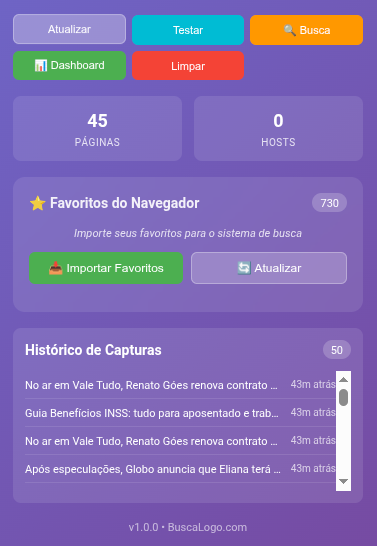 Atualizar
Testar
🔍 Busca
📊 Dashboard
Limpar
45
PÁGINAS
0
HOSTS
⭐ Favoritos do Navegador
730
Importe seus favoritos para o sistema de busca
📥 Importar Favoritos
🔄 Atualizar
Histórico de Capturas
50
No ar em Vale Tudo, Renato Góes renova contrato ... 43m atrás
Guia Benefícios INSS: tudo para aposentado e trab... 43m atrás
No ar em Vale Tudo, Renato Góes renova contrato ... 43m atrás
Após especulações, Globo anuncia que Eliana terá ... 43m atrás
v1.0.0 • BuscaLogo.com